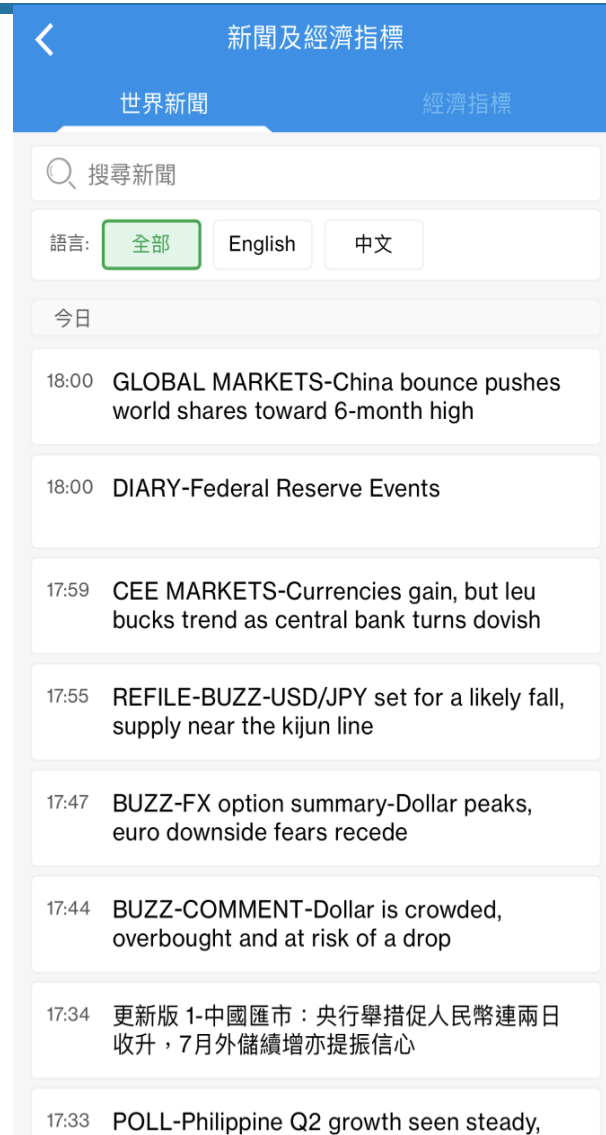 新聞及經濟指標
世界新聞 經濟指標
搜尋新聞
語言: 全部 English 中文
今日
18:00 GLOBAL MARKETS-China bounce pushes
world shares toward 6-month high
18:00 DIARY-Federal Reserve Events
17:59 CEE MARKETS-Currencies gain, but leu
bucks trend as central bank turns dovish
17:55 REFILE-BUZZ-USD/JPY set for a likely fall,
supply near the kijun line
17:47 BUZZ-FX option summary-Dollar peaks,
euro downside fears recede
17:44 BUZZ-COMMENT-Dollar is crowded,
overbought and at risk of a drop
17:34 更新版 1-中國匯市：央行舉措促人民幣連兩日
收升，7月外儲續增亦提振信心
17:33 POLL-Philippine Q2 growth seen steady,